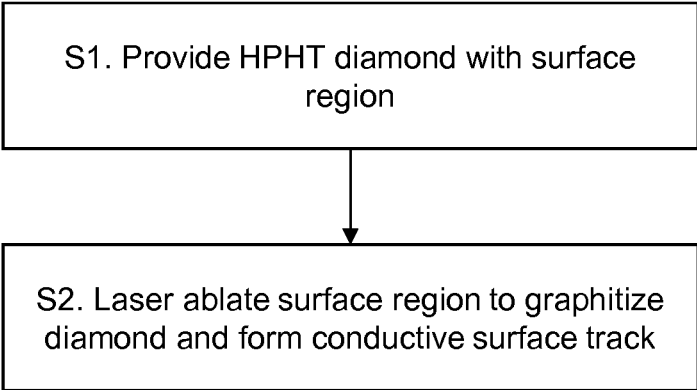 S1. Provide HPHT diamond with surface
region
S2. Laser ablate surface region to graphitize
diamond and form conductive surface track